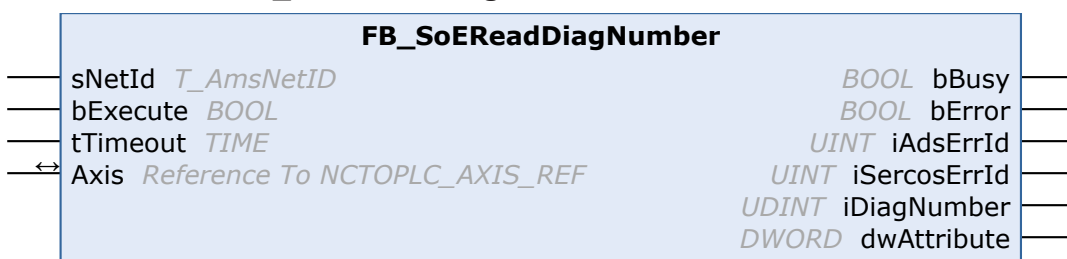 FB_SoEReadDiagNumber
sNetId T_AmsNetID BOOL bBusy
bExecute BOOL BOOL bError
tTimeout TIME UINT iAdsErrId
↔ Axis Reference To NCTOPLC_AXIS_REF UINT iSercosErrId
UDINT iDiagNumber
DWORD dwAttribute